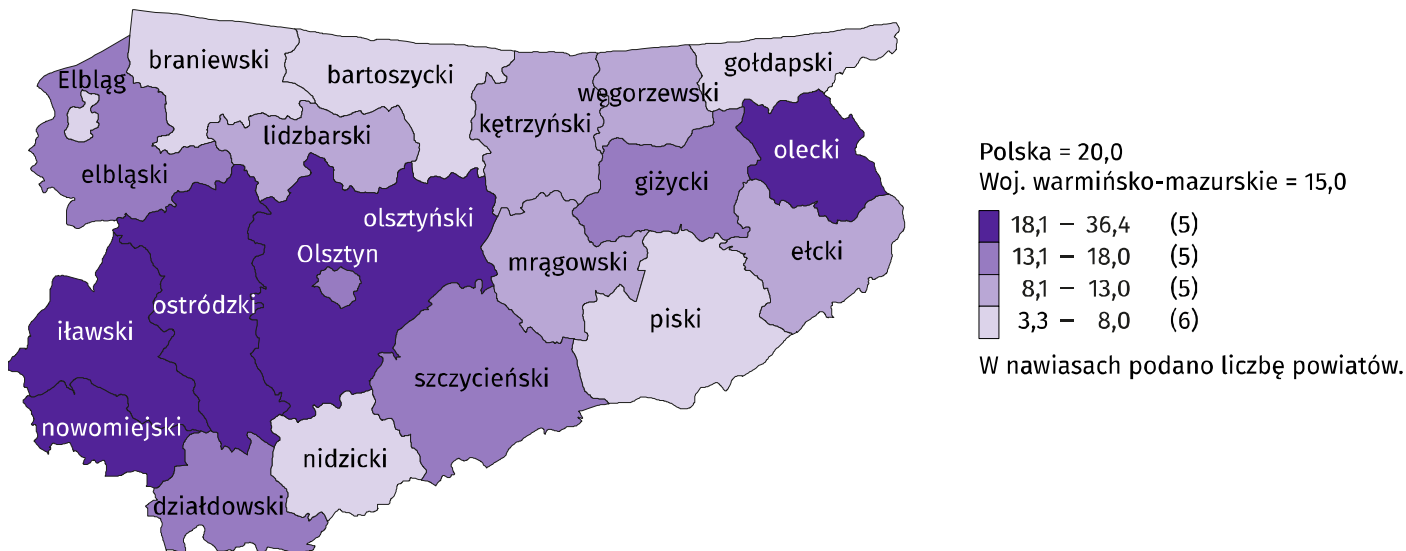 braniewski
bartoszycki
gołdapski
Elbląg
węgorzewski
kętrzyński
lidzbarski
olecki
elbląski
giżycki
olsztyński
Olsztyn
mrągowski
ełcki
ostródzki
iławski
piski
szczycieński
nowomiejski
nidzicki
działdowski
Polska = 20,0
Woj. warmińsko-mazurskie = 15,0
18,1 – 36,4 (5)
13,1 – 18,0 (5)
8,1 – 13,0 (5)
3,3 – 8,0 (6)
W nawiasach podano liczbę powiatów.